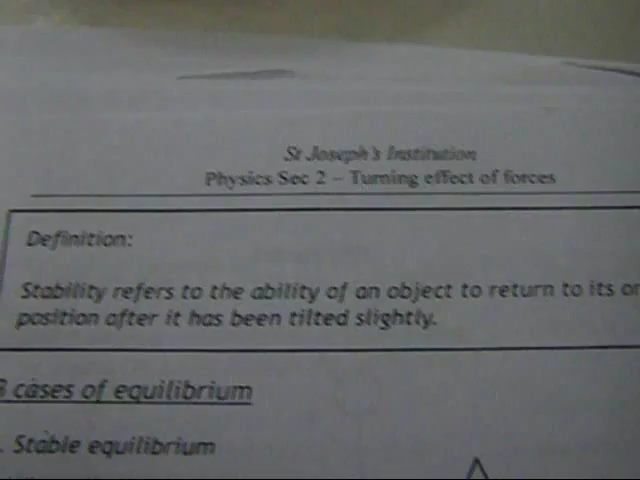 St Joseph's Institution
Physics Sec 2 – Turning effect of forces
Definition:
Stability refers to the ability of an object to return to its
position after it has been tilted slightly.
cases of equilibrium
. Stable equilibrium